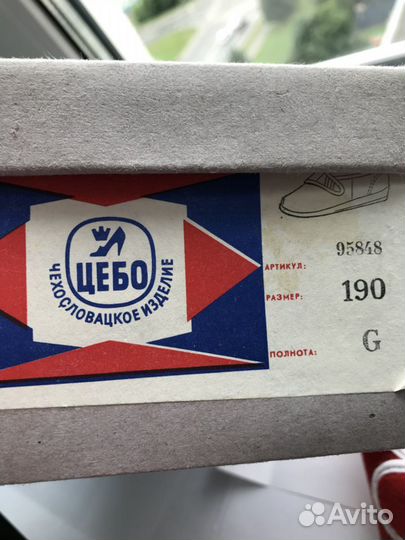 ЦЕБО
ЧЕХОСЛОВАЦКОЕ ИЗДЕЛИЕ
АРТИКУЛ: 95848
РАЗМЕР: 190
ПОЛНОТА: G
Avito